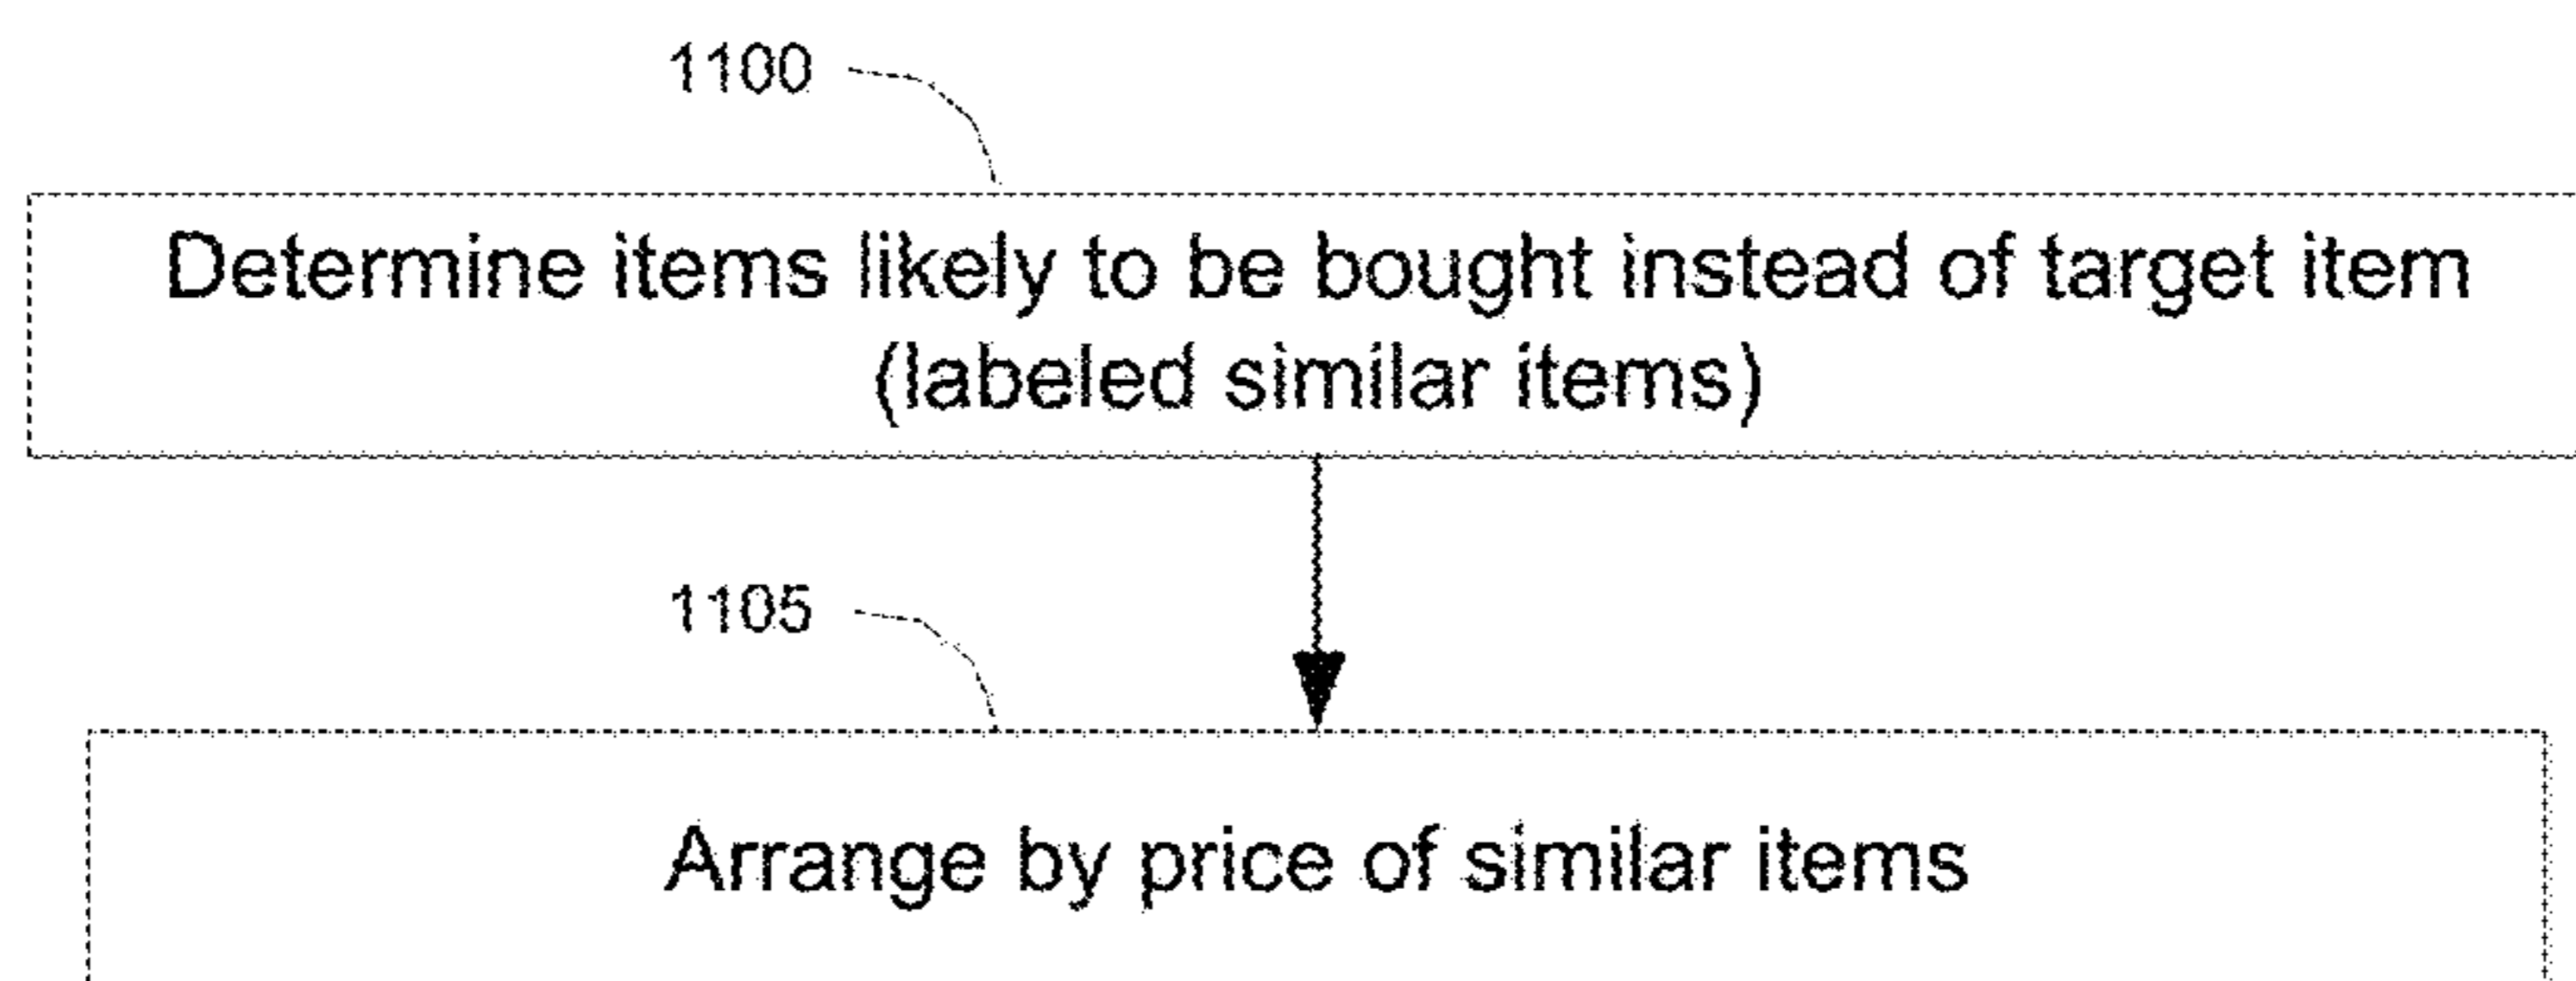 1100
Determine items likely to be bought instead of target item
(labeled similar items)
1105
Arrange by price of similar items